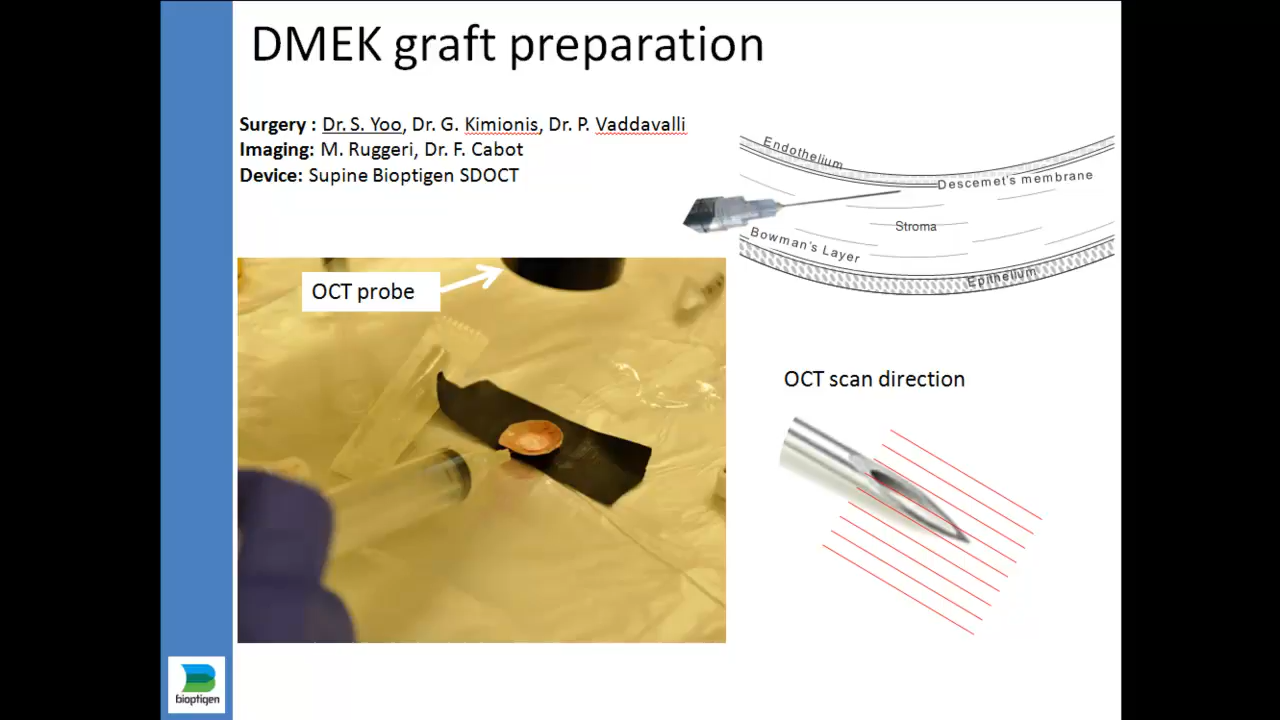 DMEK graft preparation
Surgery : Dr. S. Yoo, Dr. G. Kimionis, Dr. P. Vaddavalli
Imaging: M. Ruggeri, Dr. F. Cabot
Device: Supine Bioptigen SDOCT
Endothelium
Descemet's membrane
Stroma
Bowman's Layer
Epithelium
OCT probe
OCT scan direction
bioptigen